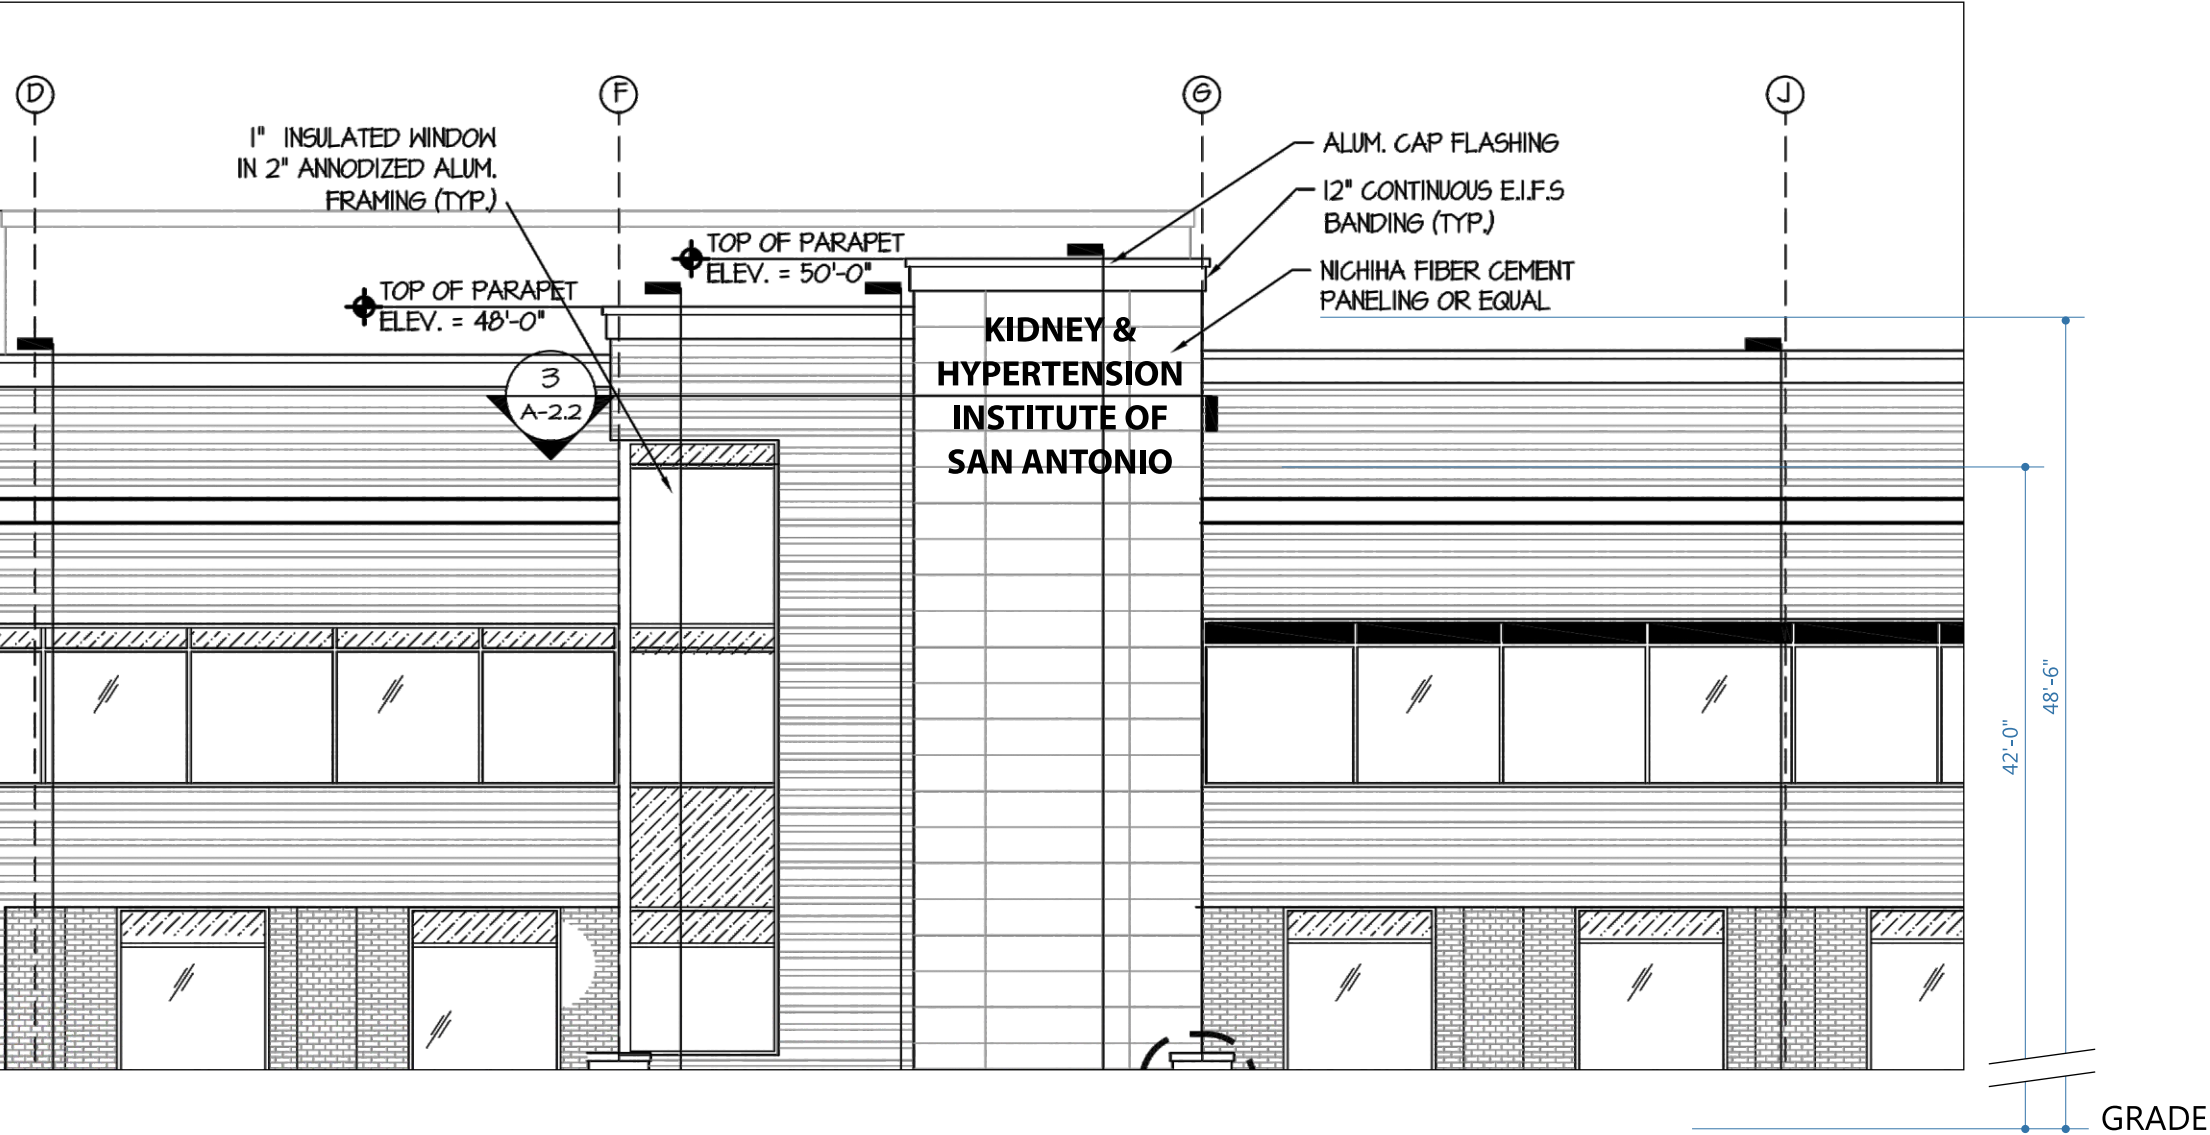 D
F
G
J
1" INSULATED WINDOW
IN 2" ANNODIZED ALUM.
FRAMING (TYP.)
ALUM. CAP FLASHING
12" CONTINUOUS E.I.F.S
BANDING (TYP.)
NICHIHA FIBER CEMENT
PANELING OR EQUAL
TOP OF PARAPET
ELEV. = 50'-0"
TOP OF PARAPET
ELEV. = 48'-0"
3
A-2.2
KIDNEY &
HYPERTENSION
INSTITUTE OF
SAN ANTONIO
42'-0"
48'-6"
GRADE